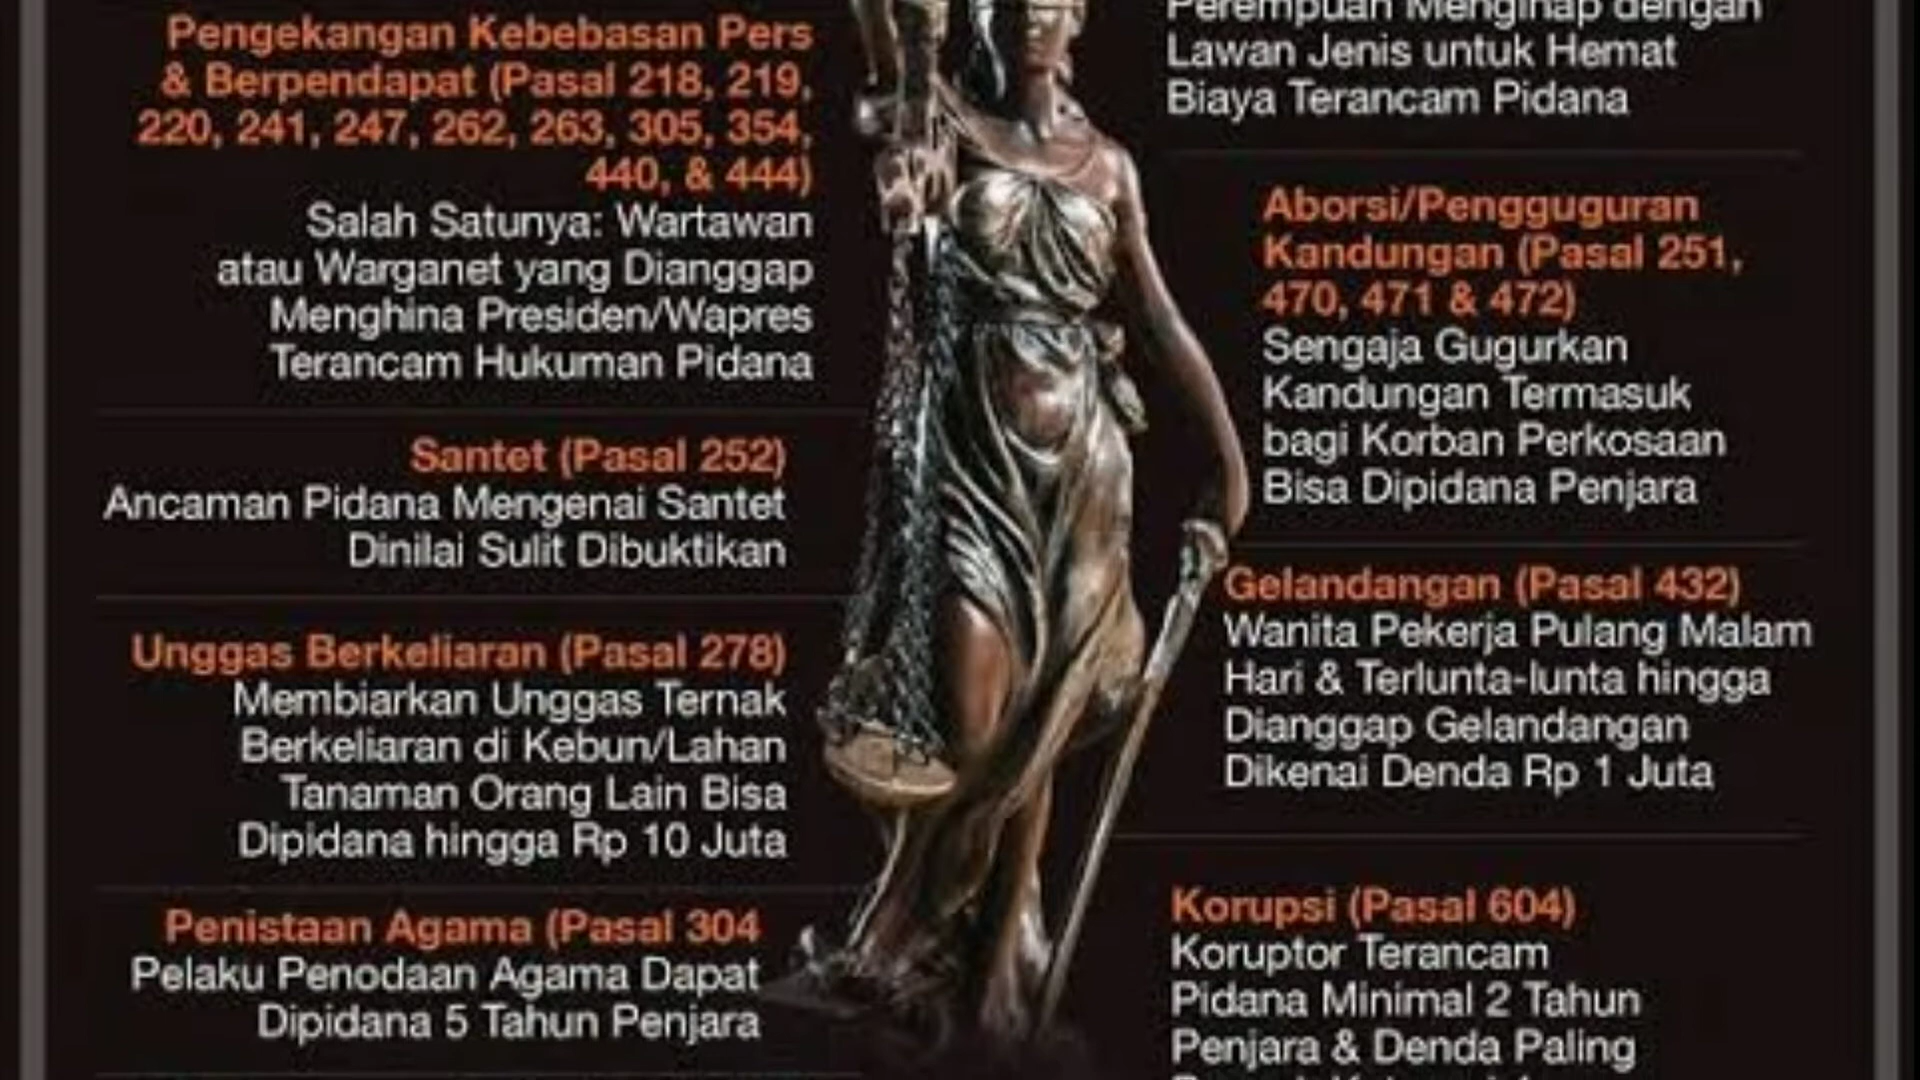 Pengekangan Kebebasan Pers
& Berpendapat (Pasal 218, 219,
220, 241, 247, 262, 263, 305, 354,
440, & 444)
Salah Satunya: Wartawan
atau Warganet yang Dianggap
Menghina Presiden/Wapres
Terancam Hukuman Pidana
Santet (Pasal 252)
Ancaman Pidana Mengenai Santet
Dinilai Sulit Dibuktikan
Unggas Berkeliaran (Pasal 278)
Membiarkan Unggas Ternak
Berkeliaran di Kebun/Lahan
Tanaman Orang Lain Bisa
Dipidana hingga Rp 10 Juta
Penistaan Agama (Pasal 304
Pelaku Penodaan Agama Dapat
Dipidana 5 Tahun Penjara
Perempuan Menginap dengan
Lawan Jenis untuk Hemat
Biaya Terancam Pidana
Aborsi/Pengguguran
Kandungan (Pasal 251,
470, 471 & 472)
Sengaja Gugurkan
Kandungan Termasuk
bagi Korban Perkosaan
Bisa Dipidana Penjara
Gelandangan (Pasal 432)
Wanita Pekerja Pulang Malam
Hari & Terlunta-lunta hingga
Dianggap Gelandangan
Dikenai Denda Rp 1 Juta
Korupsi (Pasal 604)
Koruptor Terancam
Pidana Minimal 2 Tahun
Penjara & Denda Paling